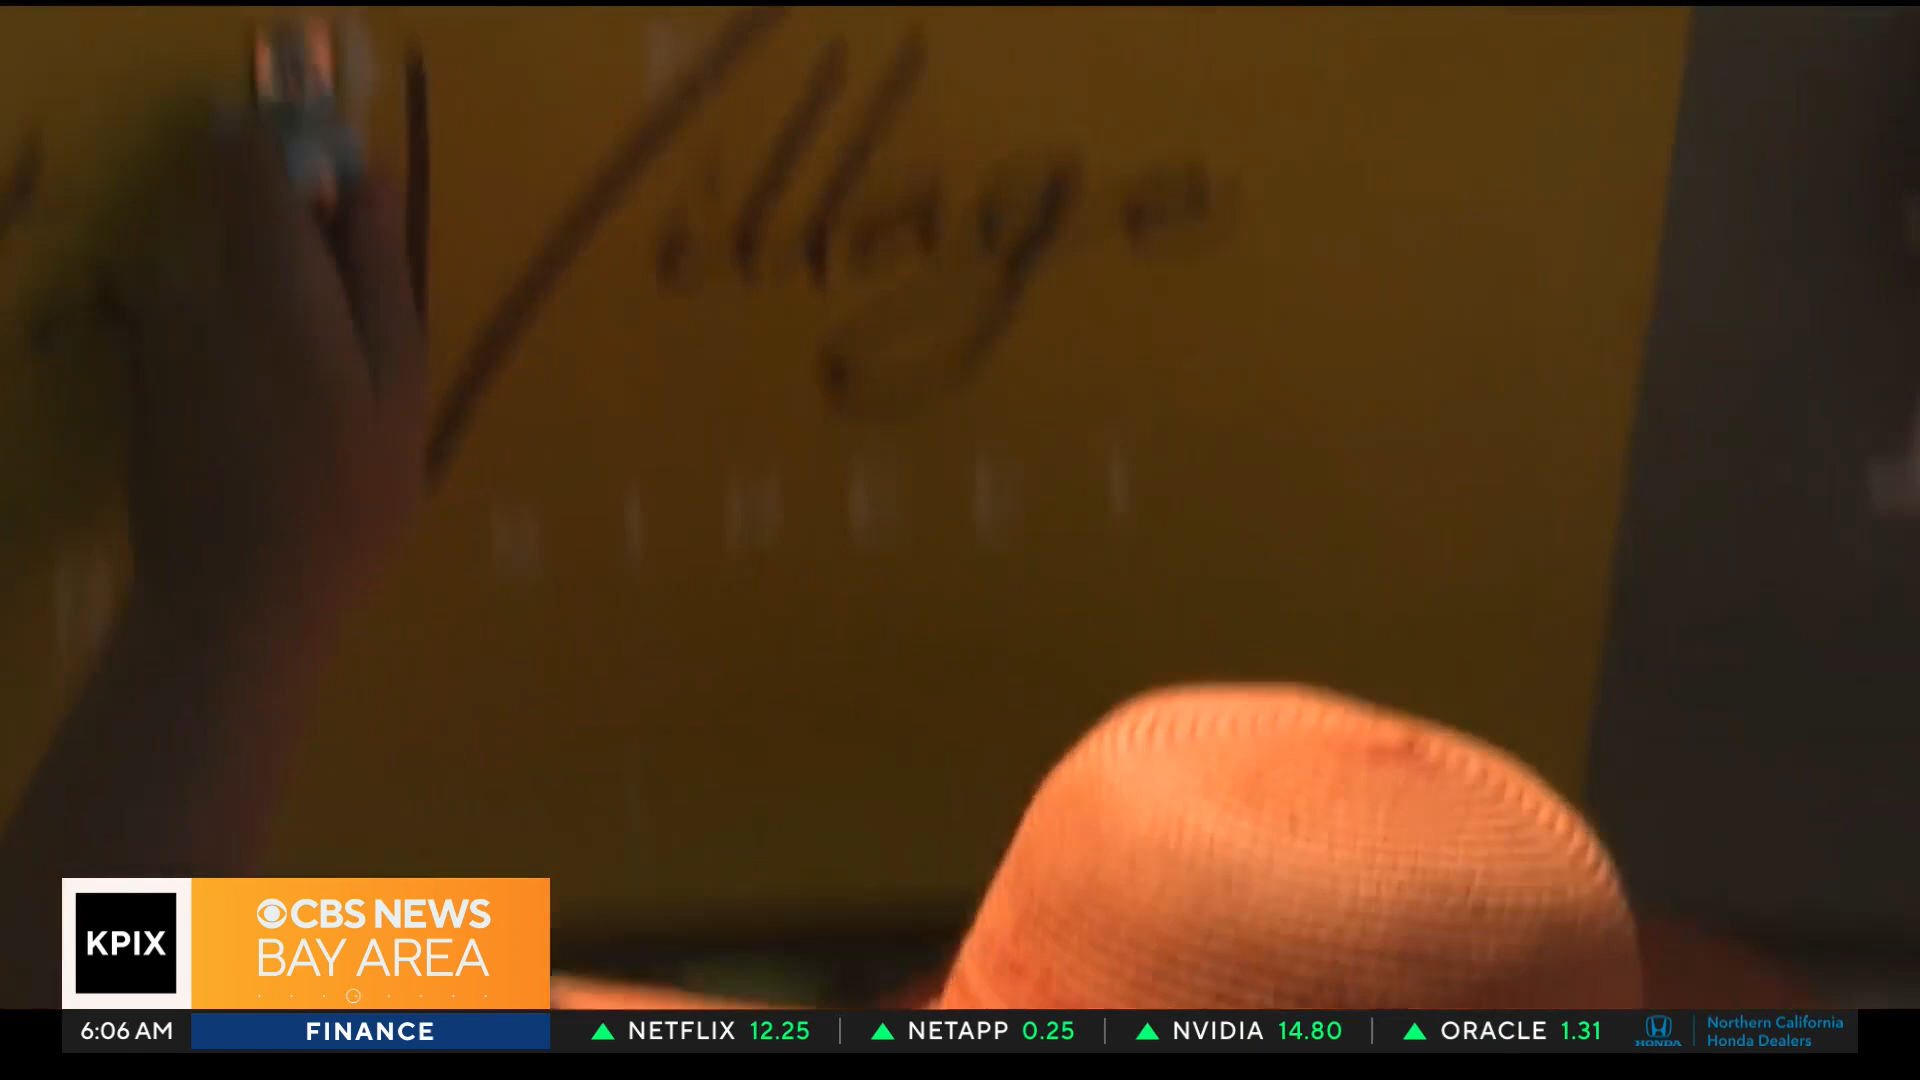 Village
KPIX
CBS NEWS
BAY AREA
6:06 AM
FINANCE
NETFLIX 12.25
NETAPP 0.25
NVIDIA 14.80
ORACLE 1.31
HONDA
Northern California
Honda Dealers